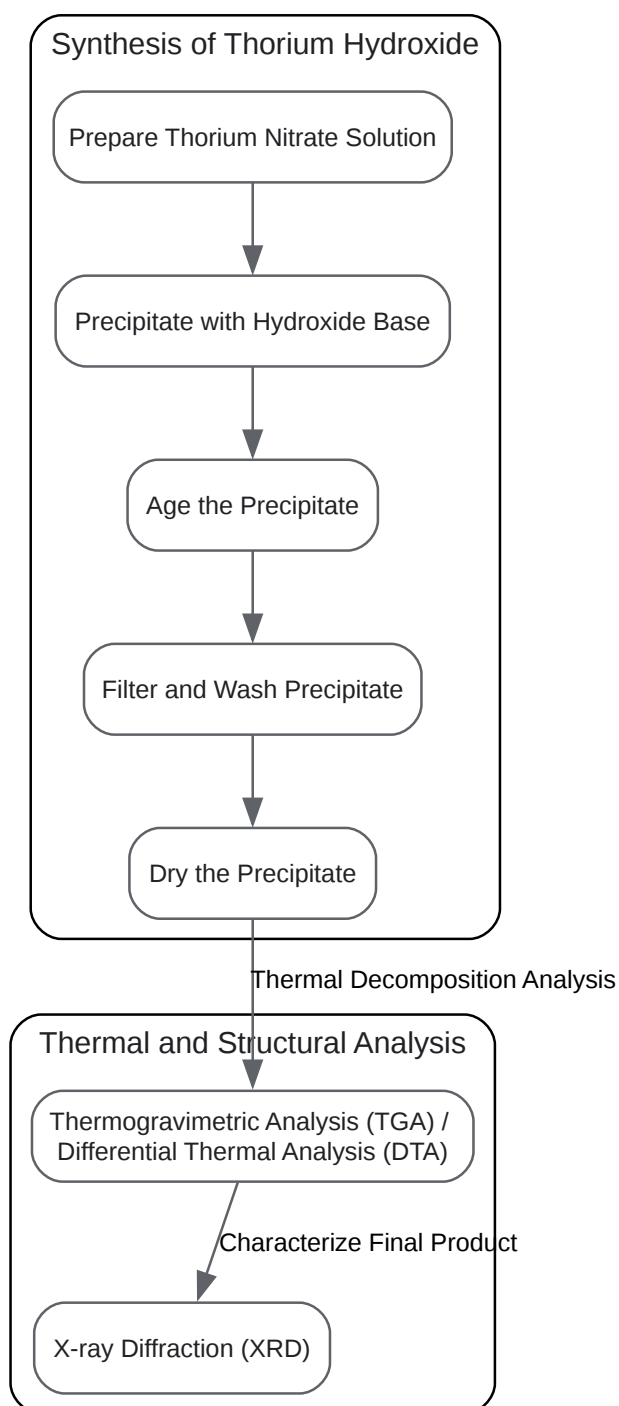 Synthesis of Thorium Hydroxide
Prepare Thorium Nitrate Solution
Precipitate with Hydroxide Base
Age the Precipitate
Filter and Wash Precipitate
Dry the Precipitate
Thermal Decomposition Analysis
Thermal and Structural Analysis
Thermogravimetric Analysis (TGA) /
Differential Thermal Analysis (DTA)
Characterize Final Product
X-ray Diffraction (XRD)